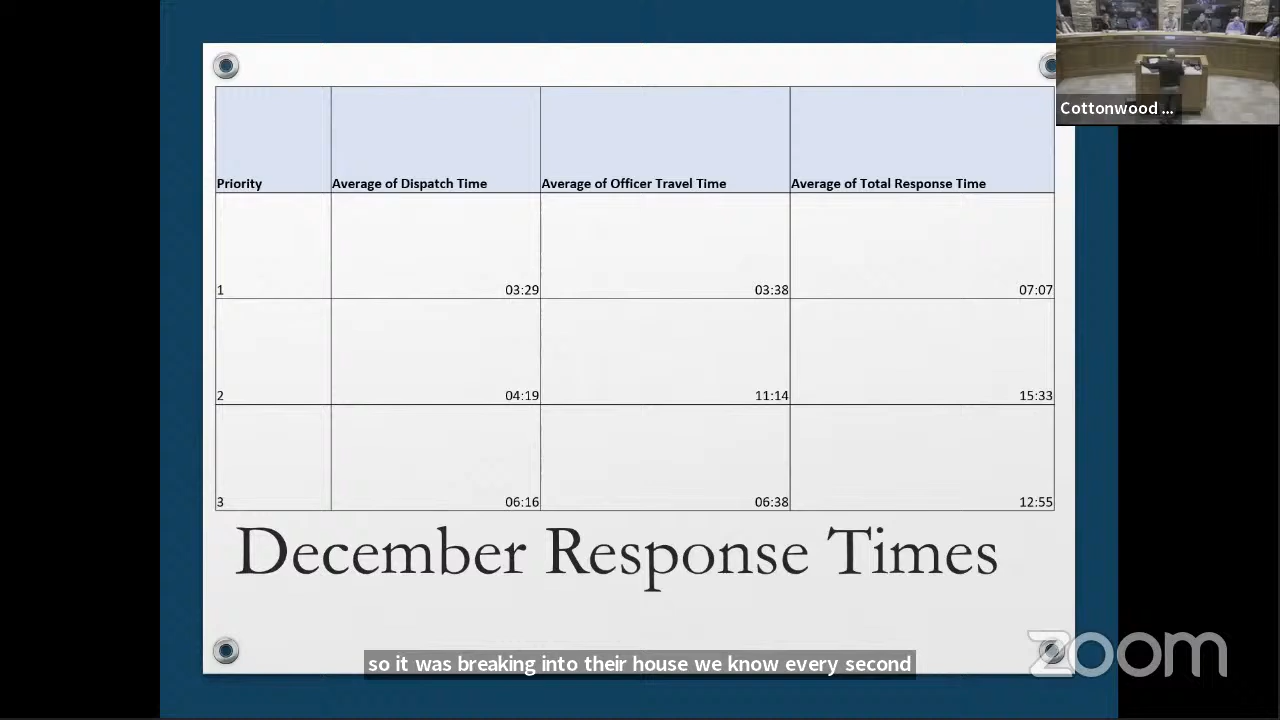 Cottonwood ...
Priority Average of Dispatch Time Average of Officer Travel Time Average of Total Response Time
1 03:29 03:38 07:07
2 04:19 11:14 15:33
3 06:16 06:38 12:55
December Response Times
so it was breaking into their house we know every second
zoom